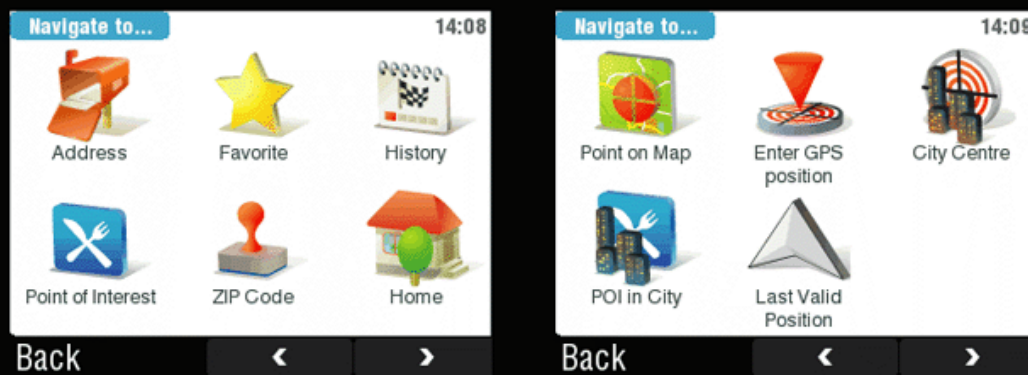 Navigate to...
14:08
Address
Favorite
History
Point of Interest
ZIP Code
Home
Back
Navigate to...
14:09
Point on Map
Enter GPS
position
City Centre
POI in City
Last Valid
Position
Back